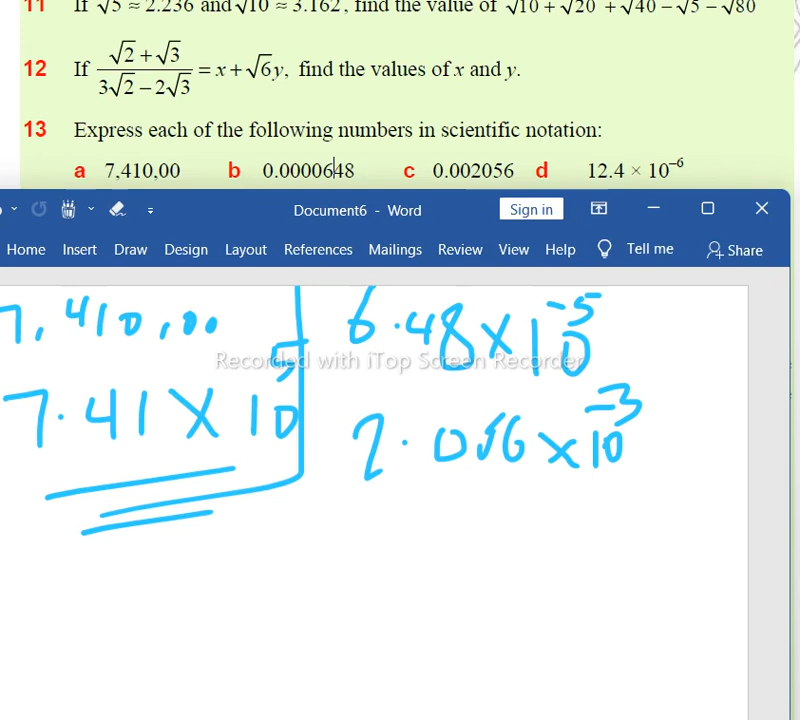 11 If √5 ≈ 2.236 and √10 ≈ 3.162, find the value of √10 + √20 + √40 – √5 – √80
12 If (√2 + √3)/(3√2 – 2√3) = x + √6y, find the values of x and y.
13 Express each of the following numbers in scientific notation:
a 7,410,00 b 0.0000648 c 0.002056 d 12.4 × 10⁻⁶
Document6 - Word Sign in
Home Insert Draw Design Layout References Mailings Review View Help Tell me Share
7,410,00 6.48×10⁻⁵
Recorded with iTop Screen Recorder
7.41 × 10⁵ 2.056×10⁻³